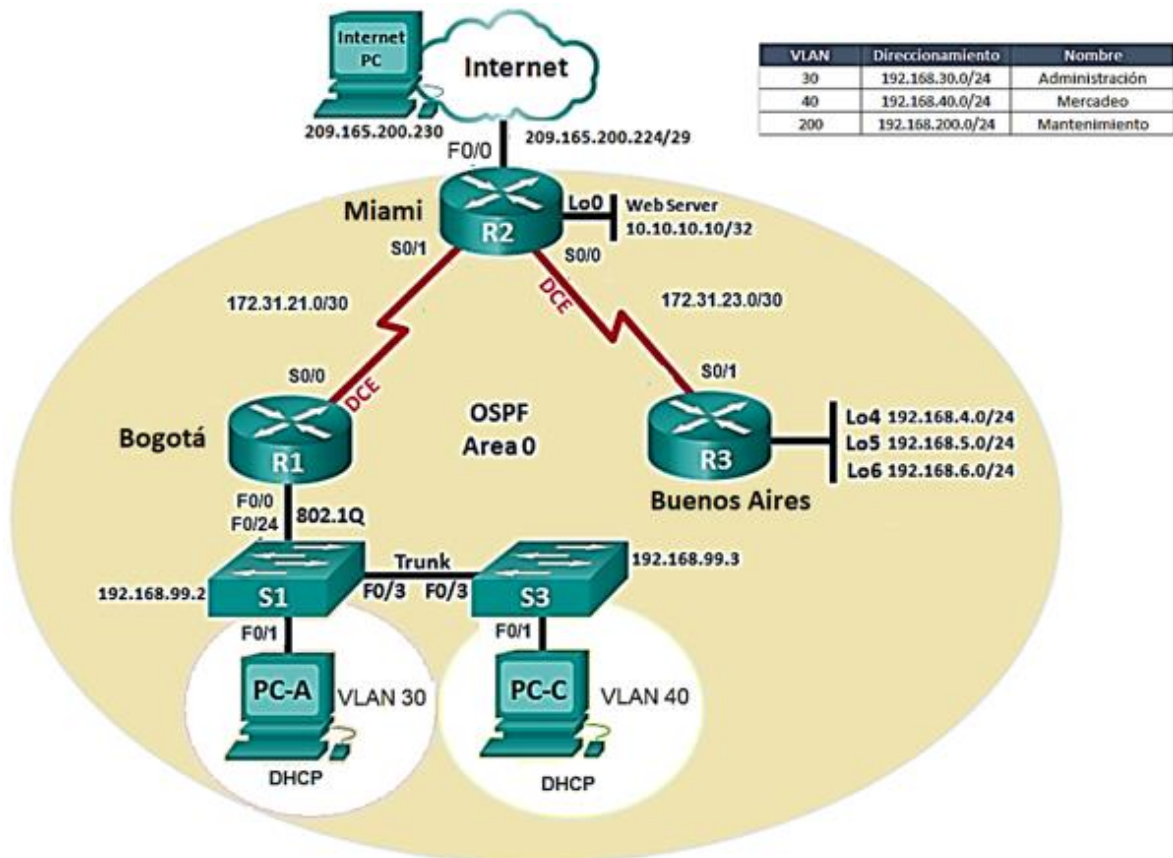 Internet
PC
Internet
209.165.200.230
209.165.200.224/29
F0/0
VLAN Direccionamiento Nombre
30 192.168.30.0/24 Administración
40 192.168.40.0/24 Mercadeo
200 192.168.200.0/24 Mantenimiento
Miami
R2
Lo0
Web Server
10.10.10.10/32
S0/1
S0/0
DCE
172.31.21.0/30
172.31.23.0/30
S0/0
DCE
S0/1
OSPF
Area 0
Bogotá
R1
R3
Buenos Aires
Lo4 192.168.4.0/24
Lo5 192.168.5.0/24
Lo6 192.168.6.0/24
F0/0
F0/24
802.1Q
192.168.99.2
S1
Trunk
F0/3 F0/3
S3
192.168.99.3
F0/1
F0/1
PC-A
VLAN 30
DHCP
PC-C
VLAN 40
DHCP